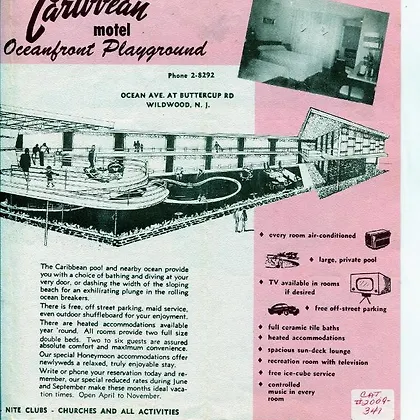 Caribbean
motel
Oceanfront Playground
Phone 2-8292
OCEAN AVE. AT BUTTERCUP RD
WILDWOOD, N. J.
every room air-conditioned
large, private pool
TV available in rooms
if desired
free off-street parking
full ceramic tile baths
heated accommodations
spacious sun-deck lounge
recreation room with television
free ice-cube service
controlled
music in every
room
The Caribbean pool and nearby ocean provide
you with a choice of bathing and diving at your
very door, or dashing the width of the sloping
beach for an exhilirating plunge in the rolling
ocean breakers.
There is free, off street parking, maid service,
even outdoor shuffleboard for your enjoyment.
There are heated accommodations available
year 'round. All rooms provide two full size
double beds. Two to six guests are assured
absolute comfort and maximum convenience.
Our special Honeymoon accommodations offer
newlyweds a relaxed, truly enjoyable stay.
Write or phone your reservation today and re-
member, our special reduced rates during June
and September make these months ideal vaca-
tion times. Open April to November.
NITE CLUBS - CHURCHES AND ALL ACTIVITIES
CAT
#2009-
341